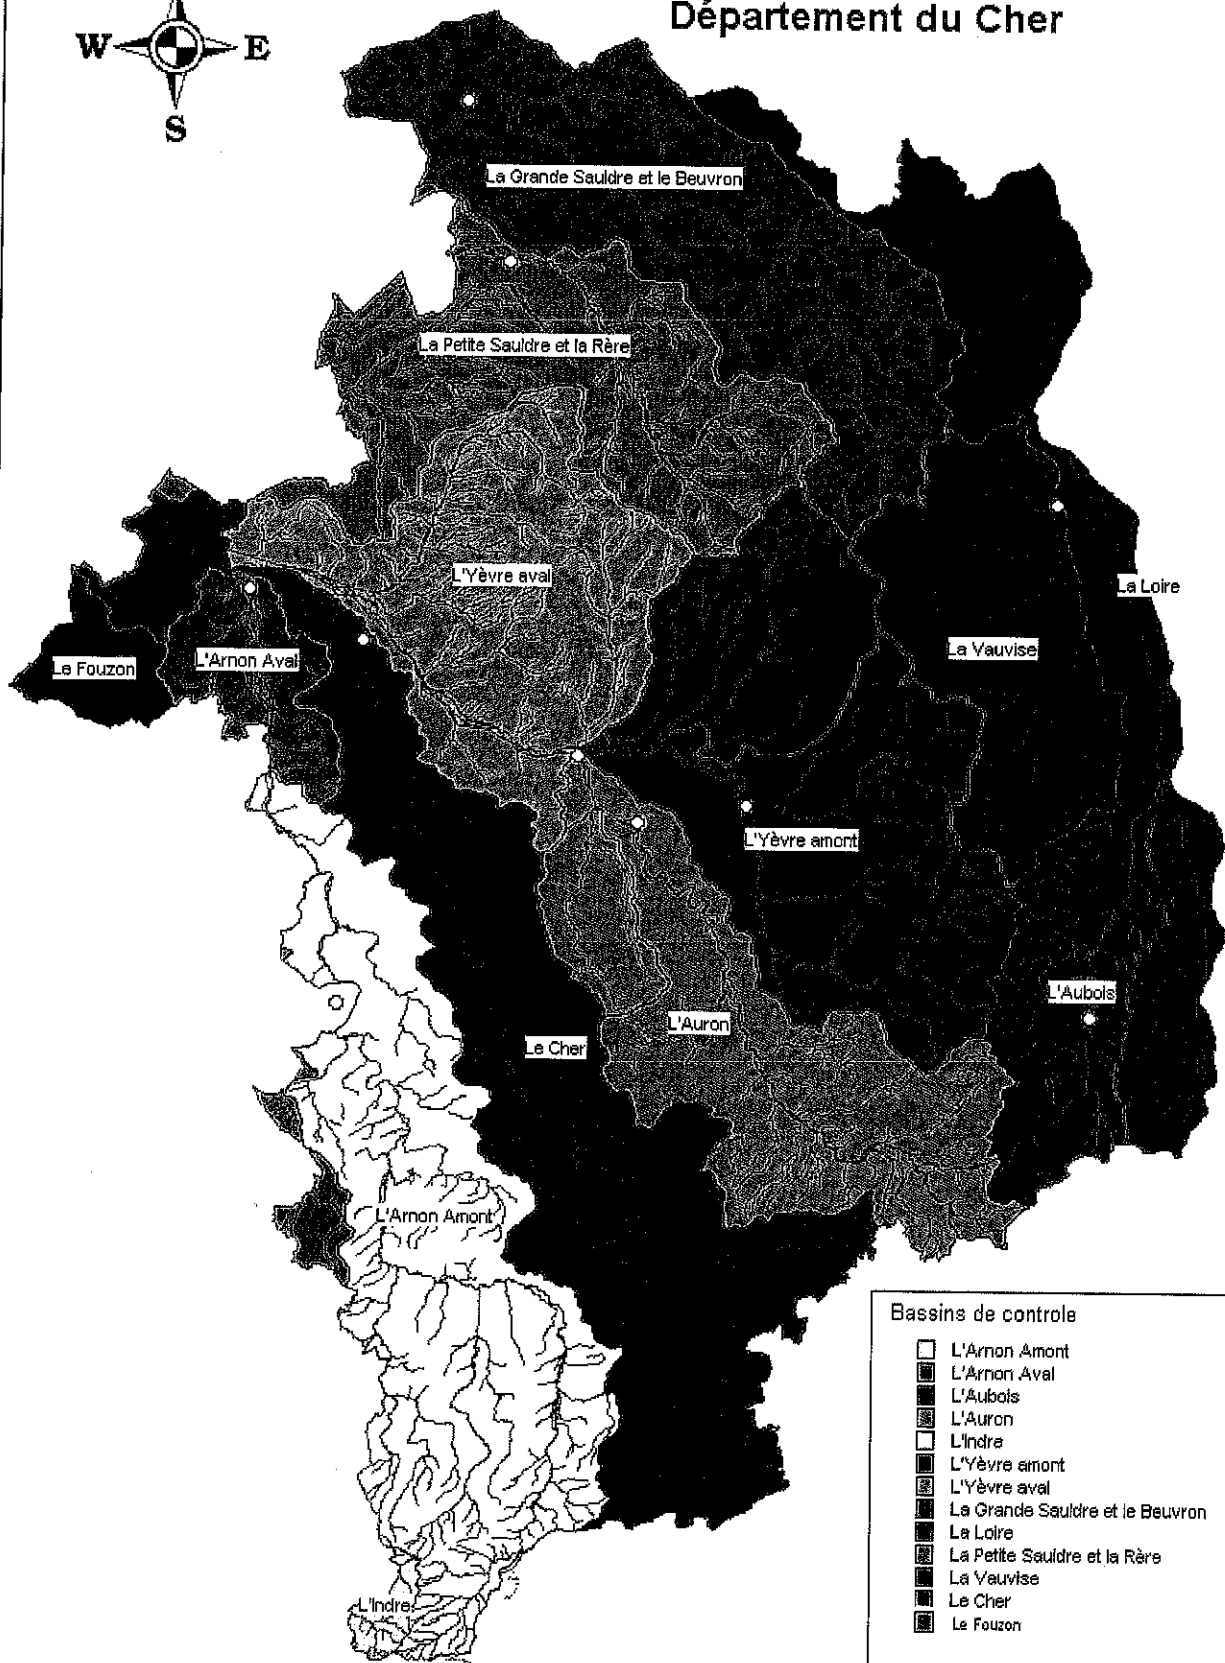 Département du Cher
W E
S
La Grande Sauldre et le Beuvron
La Petite Sauldre et la Rère
L'Yèvre aval
La Loire
La Vauvise
Le Fouzon
L'Arnon Aval
L'Yèvre amont
L'Aubois
L'Auron
Le Cher
L'Arnon Amont
L'Indre
Bassins de controle
L'Arnon Amont
L'Arnon Aval
L'Aubois
L'Auron
L'Indre
L'Yèvre amont
L'Yèvre aval
La Grande Sauldre et le Beuvron
La Loire
La Petite Sauldre et la Rère
La Vauvise
Le Cher
Le Fouzon